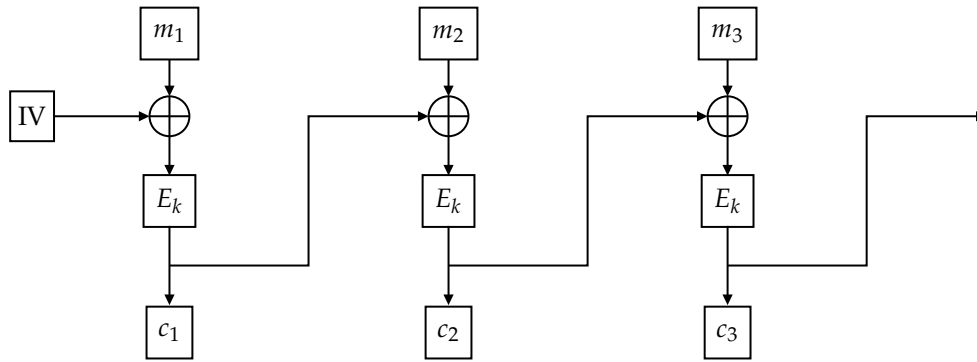 m₁ m₂ m₃
IV
Eₖ Eₖ Eₖ
c₁ c₂ c₃